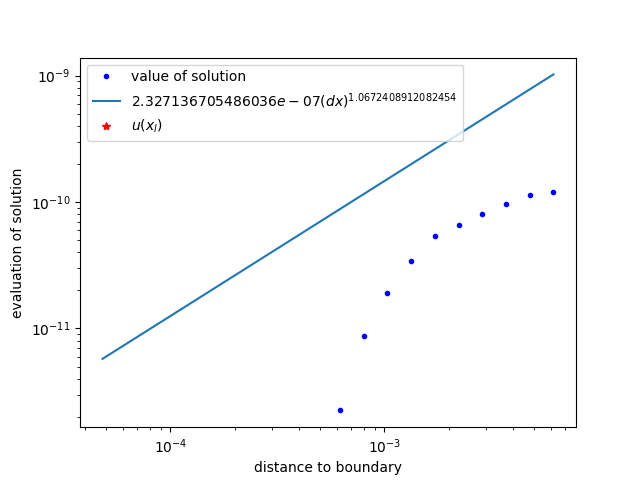 value of solution
2.327136705486036e − 07(dx)^1.0672408912082454
u(x_l)
10^−9
10^−10
10^−11
evaluation of solution
10^−4
10^−3
distance to boundary